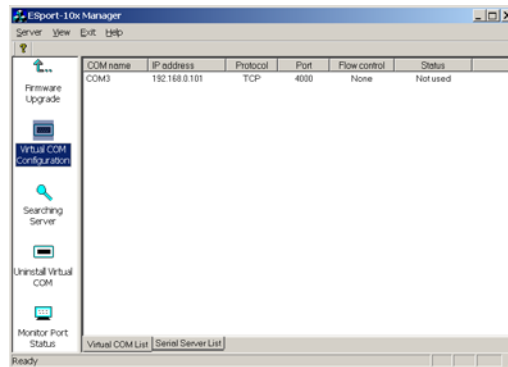 ESport-10x Manager
Server View Exit Help
COM name IP address Protocol Port Flow control Status
COM3 192.168.0.101 TCP 4000 None Not used
Firmware
Upgrade
Virtual COM
Configuration
Searching
Server
Uninstall Virtual
COM
Monitor Port
Status
Virtual COM List Serial Server List
Ready